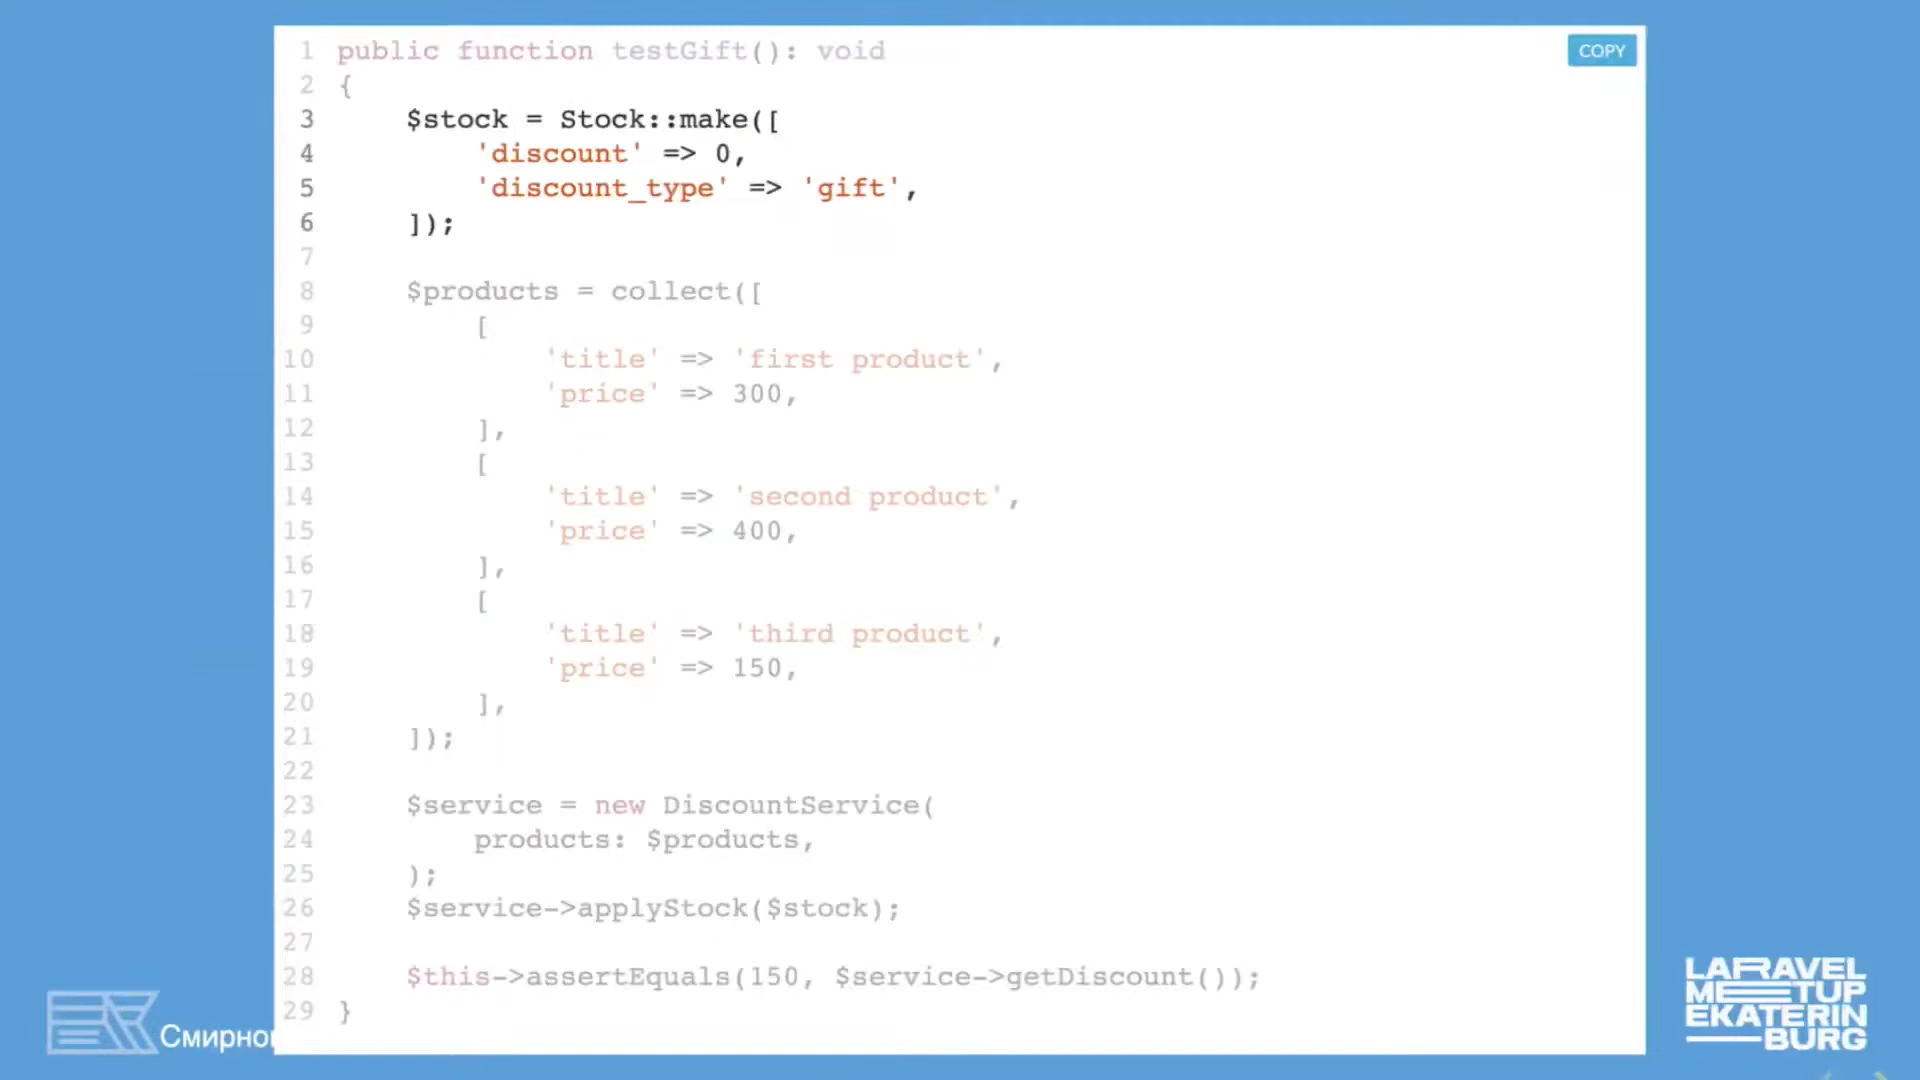 1 public function testGift(): void
2 {
3 $stock = Stock::make([
4 'discount' => 0,
5 'discount_type' => 'gift',
6 ]);
7
8 $products = collect([
9 [
10 'title' => 'first product',
11 'price' => 300,
12 ],
13 [
14 'title' => 'second product',
15 'price' => 400,
16 ],
17 [
18 'title' => 'third product',
19 'price' => 150,
20 ],
21 ]);
22
23 $service = new DiscountService(
24 products: $products,
25 );
26 $service->applyStock($stock);
27
28 $this->assertEquals(150, $service->getDiscount());
29 }
COPY
LARAVEL
MEETUP
EKATERIN
BURG